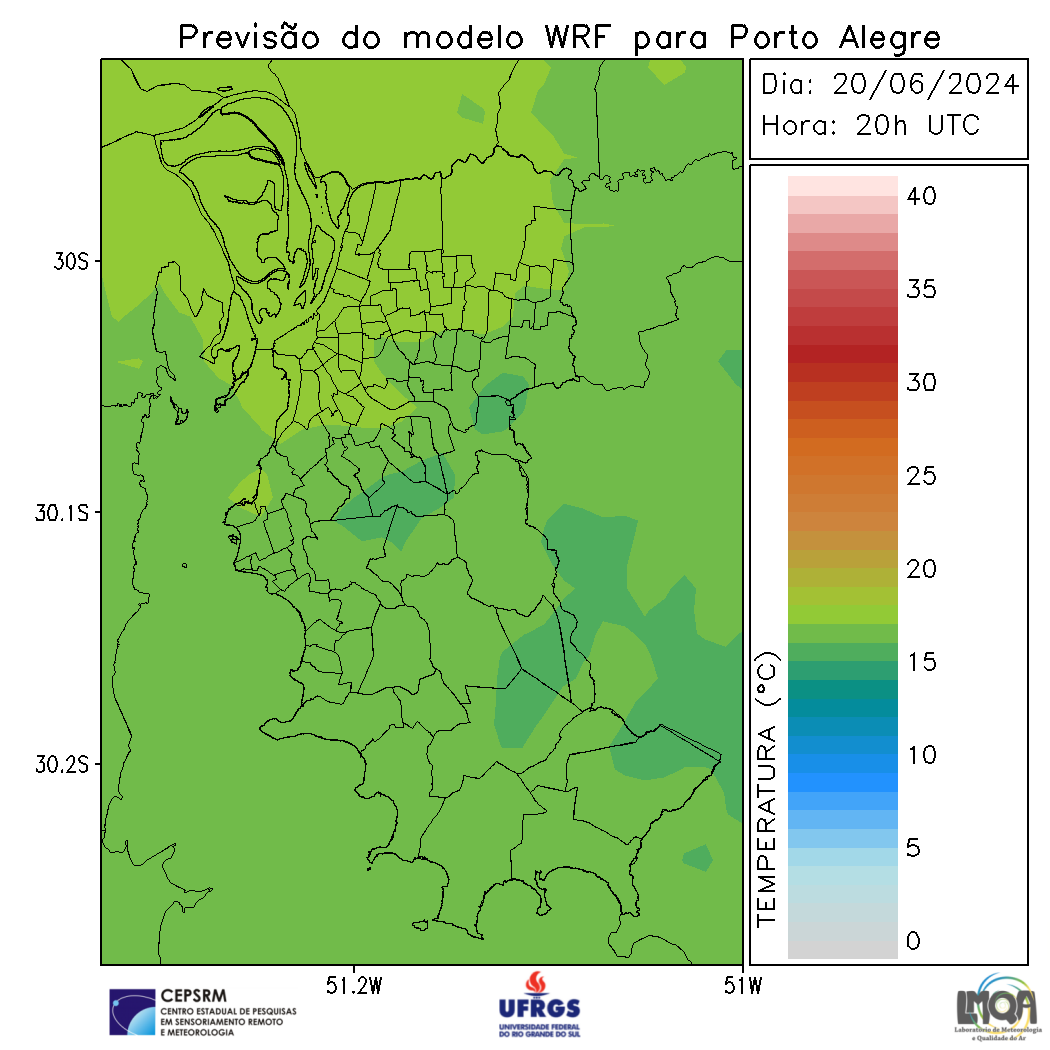 Previsão do modelo WRF para Porto Alegre
Dia: 20/06/2024
Hora: 20h UTC
40
35
30
25
20
15
10
5
0
TEMPERATURA (°C)
30S
30.1S
30.2S
51.2W
51W
CEPSRM
CENTRO ESTADUAL DE PESQUISAS
EM SENSORIAMENTO REMOTO
E METEOROLOGIA
UFRGS
UNIVERSIDADE FEDERAL
DO RIO GRANDE DO SUL
LMQA
Laboratório de Meteorologia
e Qualidade do Ar